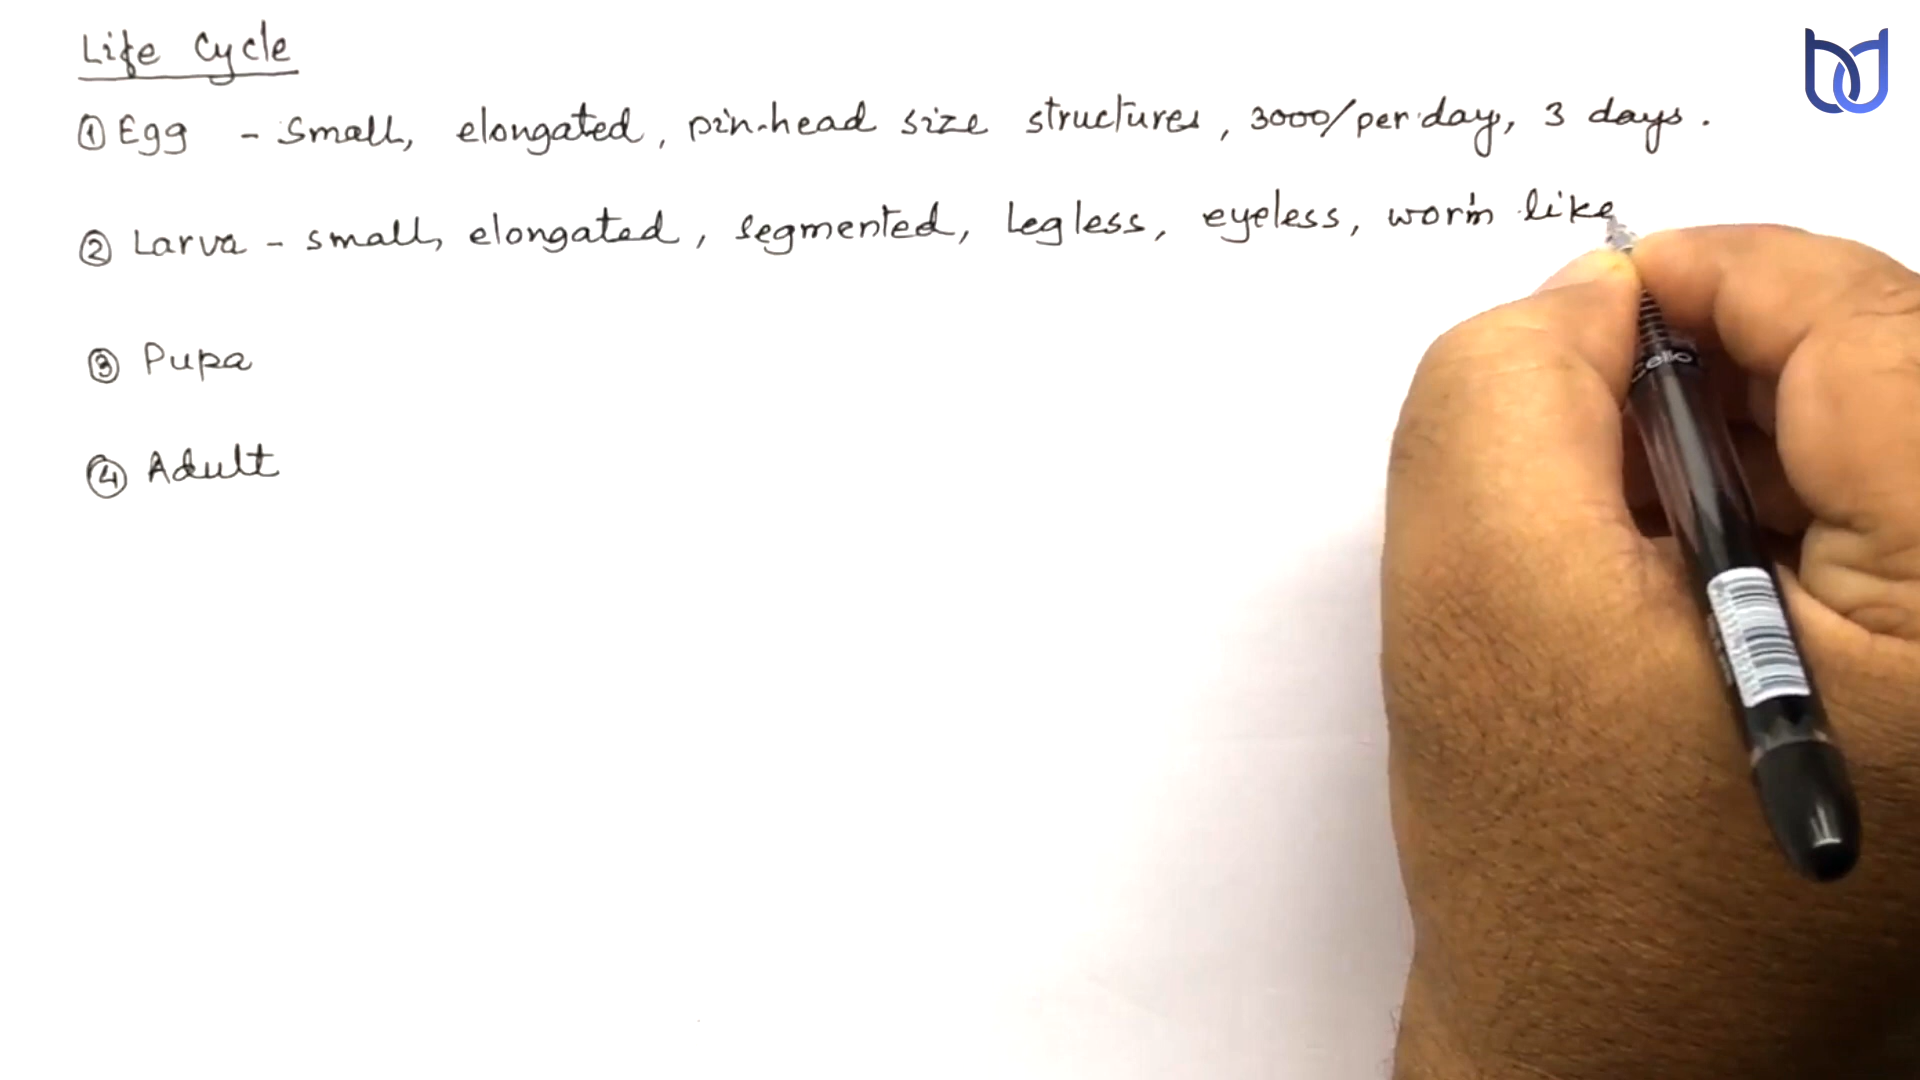 Life Cycle
① Egg - Small, elongated, pin-head size structures, 3000/per day, 3 days.
② Larva - small, elongated, segmented, legless, eyeless, worm like
③ Pupa
④ Adult
cello